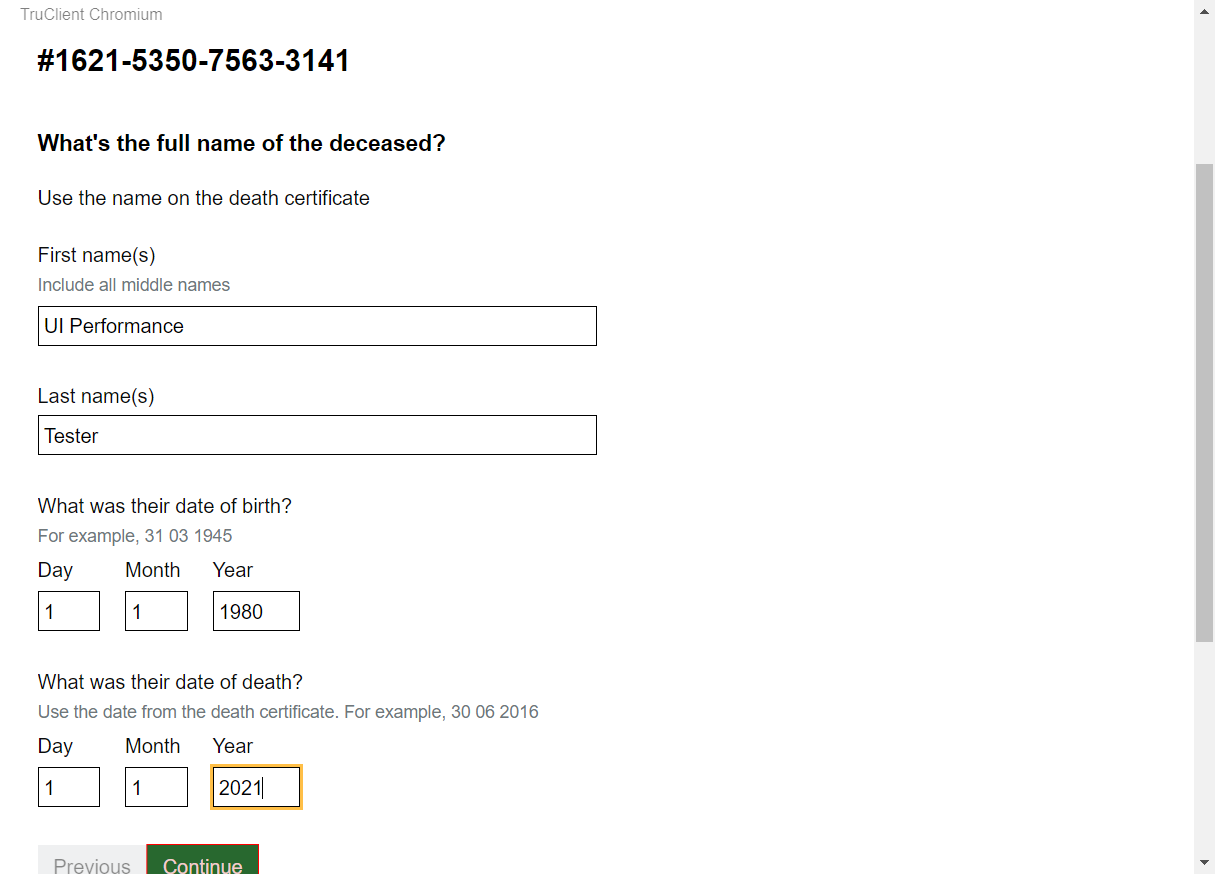 TruClient Chromium
#1621-5350-7563-3141
What's the full name of the deceased?
Use the name on the death certificate
First name(s)
Include all middle names
UI Performance
Last name(s)
Tester
What was their date of birth?
For example, 31 03 1945
Day Month Year
1 1 1980
What was their date of death?
Use the date from the death certificate. For example, 30 06 2016
Day Month Year
1 1 2021
Previous Continue